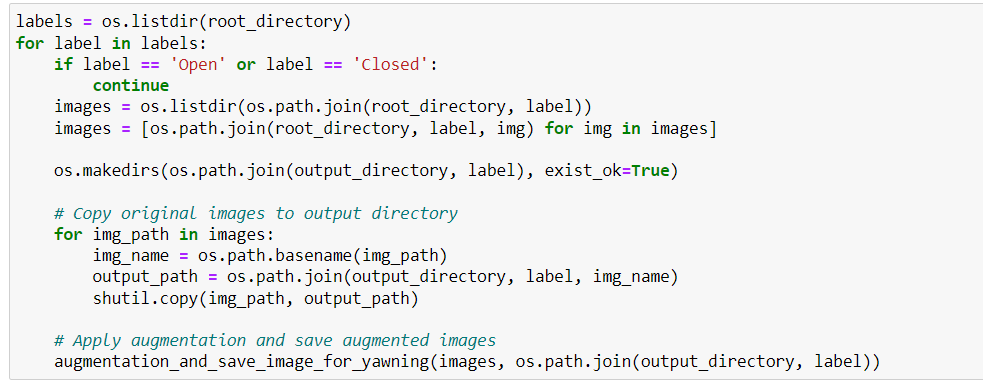 labels = os.listdir(root_directory)
for label in labels:
    if label == 'Open' or label == 'Closed':
        continue
    images = os.listdir(os.path.join(root_directory, label))
    images = [os.path.join(root_directory, label, img) for img in images]

    os.makedirs(os.path.join(output_directory, label), exist_ok=True)

    # Copy original images to output directory
    for img_path in images:
        img_name = os.path.basename(img_path)
        output_path = os.path.join(output_directory, label, img_name)
        shutil.copy(img_path, output_path)

    # Apply augmentation and save augmented images
    augmentation_and_save_image_for_yawning(images, os.path.join(output_directory, label))